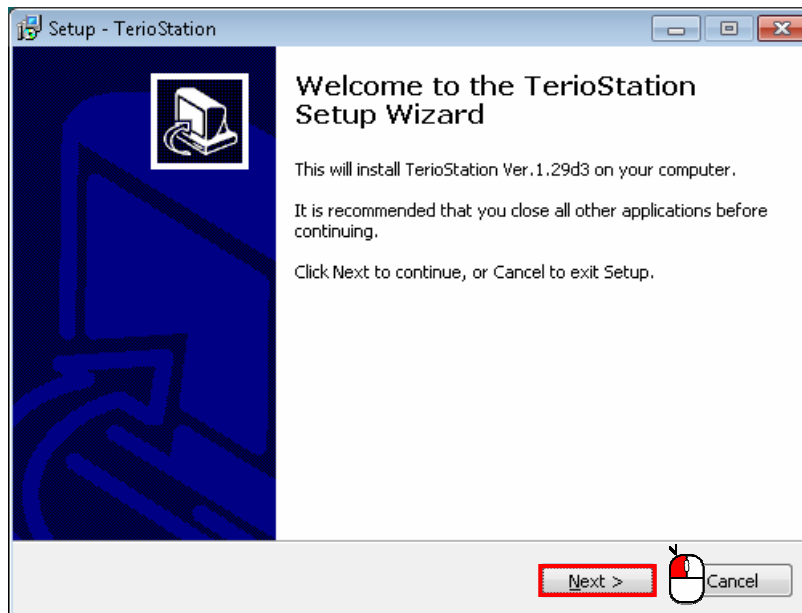 Setup - TerioStation
Welcome to the TerioStation
Setup Wizard
This will install TerioStation Ver.1.29d3 on your computer.
It is recommended that you close all other applications before
continuing.
Click Next to continue, or Cancel to exit Setup.
Next >
Cancel